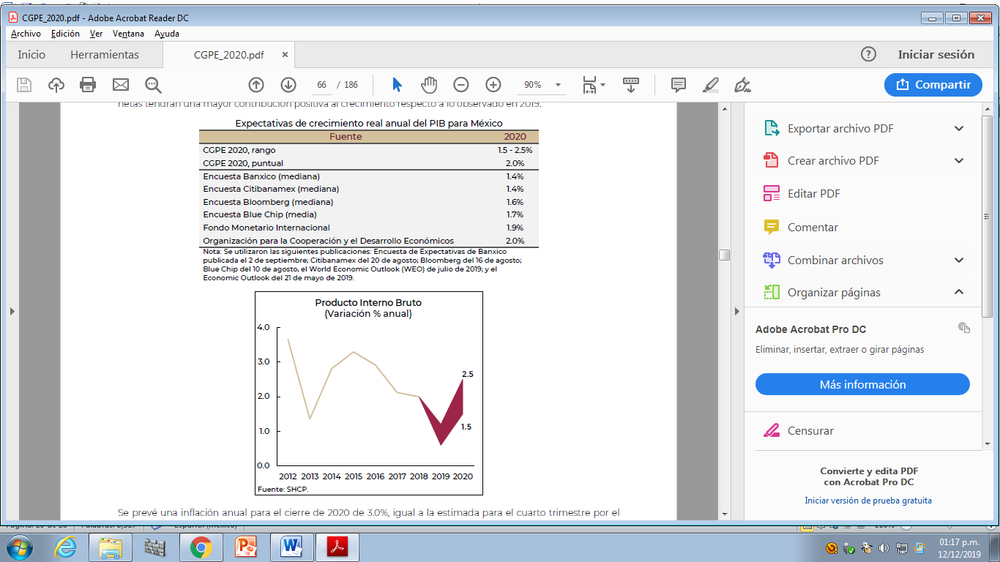 CGPE_2020.pdf - Adobe Acrobat Reader DC
Archivo Edición Ver Ventana Ayuda
Inicio Herramientas CGPE_2020.pdf × ? Iniciar sesión
66 / 186 90% Compartir
netas tendrán una mayor contribución positiva al crecimiento respecto a lo observado en 2019.
Expectativas de crecimiento real anual del PIB para México
Fuente 2020
CGPE 2020, rango 1.5 - 2.5%
CGPE 2020, puntual 2.0%
Encuesta Banxico (mediana) 1.4%
Encuesta Citibanamex (mediana) 1.4%
Encuesta Bloomberg (mediana) 1.6%
Encuesta Blue Chip (media) 1.7%
Fondo Monetario Internacional 1.9%
Organización para la Cooperación y el Desarrollo Económicos 2.0%
Nota: Se utilizaron las siguientes publicaciones: Encuesta de Expectativas de Banxico
publicada el 2 de septiembre; Citibanamex del 20 de agosto; Bloomberg del 16 de agosto;
Blue Chip del 10 de agosto, el World Economic Outlook (WEO) de julio de 2019; y el
Economic Outlook del 21 de mayo de 2019.
Producto Interno Bruto
(Variación % anual)
4.0
3.0
2.5
2.0
1.5
1.0
0.0
2012 2013 2014 2015 2016 2017 2018 2019 2020
Fuente: SHCP.
Se prevé una inflación anual para el cierre de 2020 de 3.0%, igual a la estimada para el cuarto trimestre por el
Exportar archivo PDF
Crear archivo PDF
Editar PDF
Comentar
Combinar archivos
Organizar páginas
Adobe Acrobat Pro DC
Eliminar, insertar, extraer o girar páginas
Más información
Censurar
Convierte y edita PDF
con Acrobat Pro DC
Iniciar versión de prueba gratuita
01:17 p.m.
12/12/2019